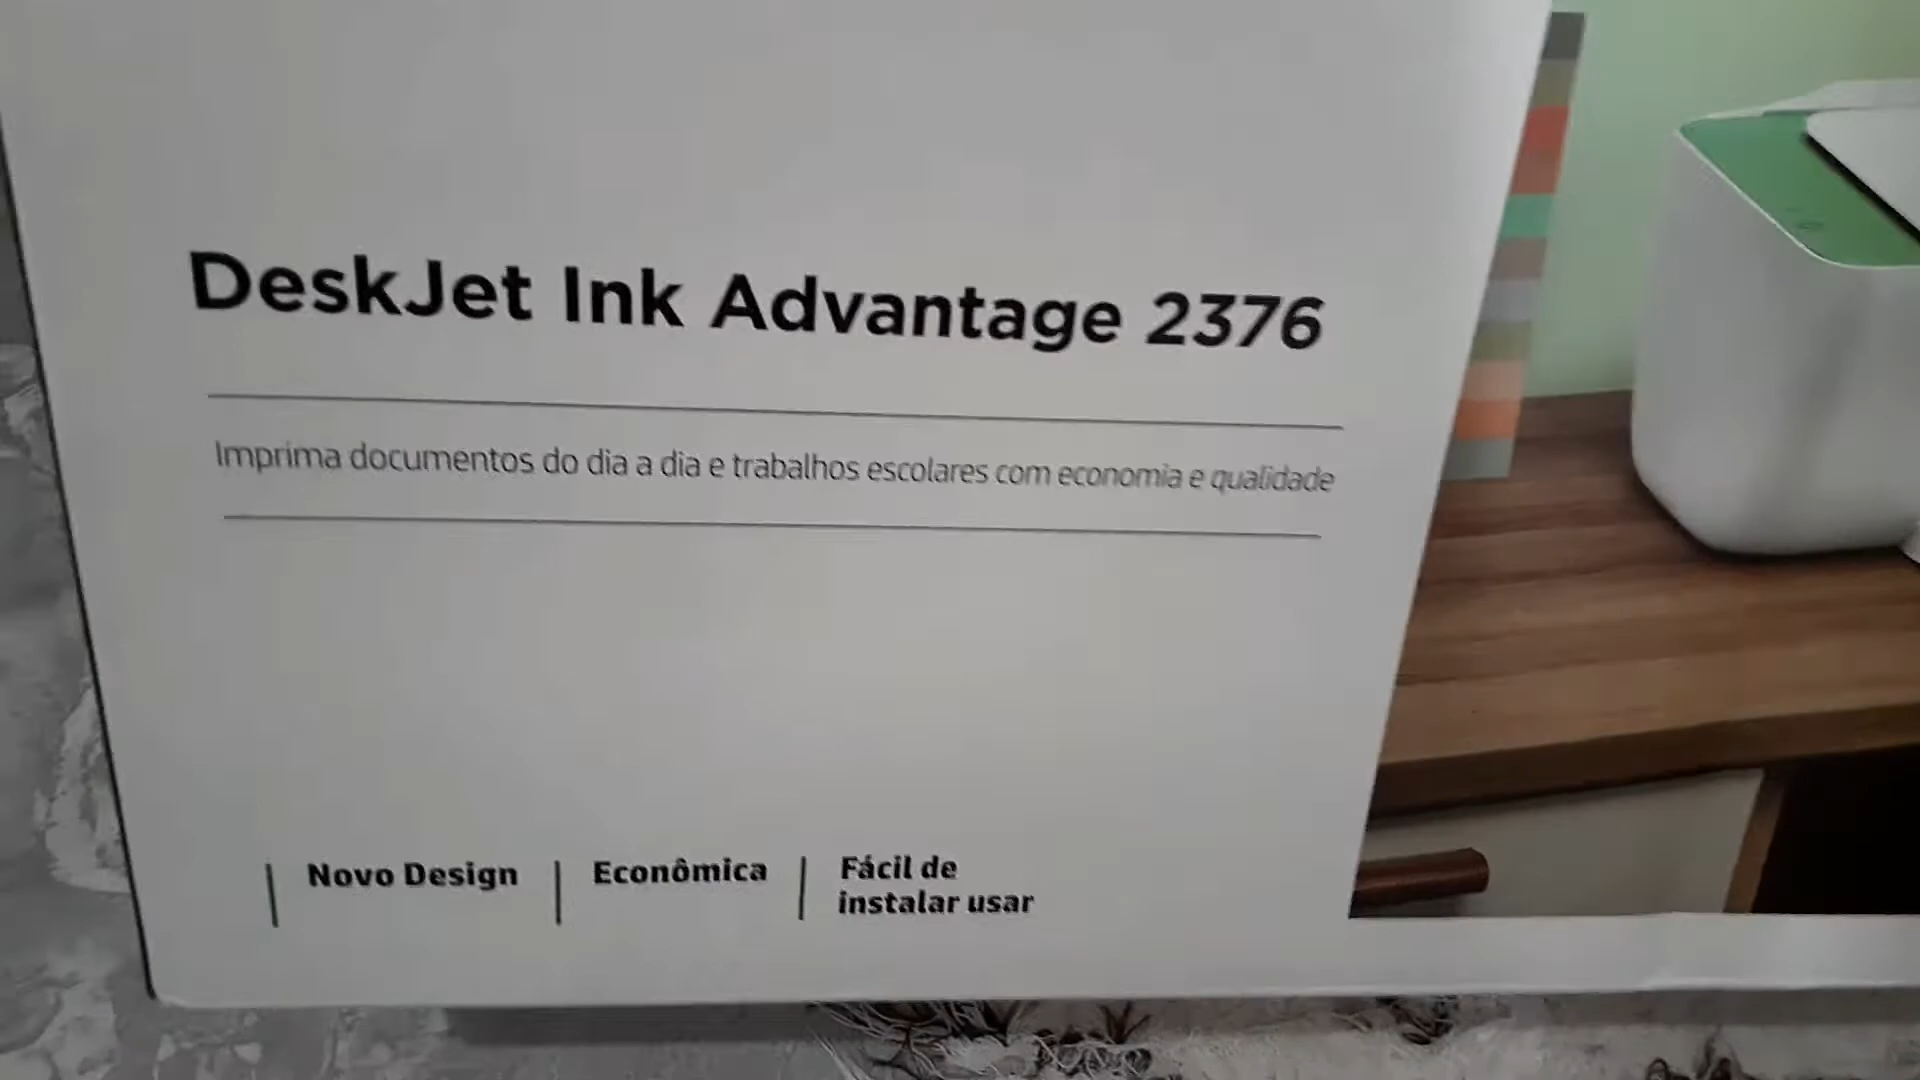 DeskJet Ink Advantage 2376
Imprima documentos do dia a dia e trabalhos escolares com economia e qualidade
Novo Design
Econômica
Fácil de
instalar usar